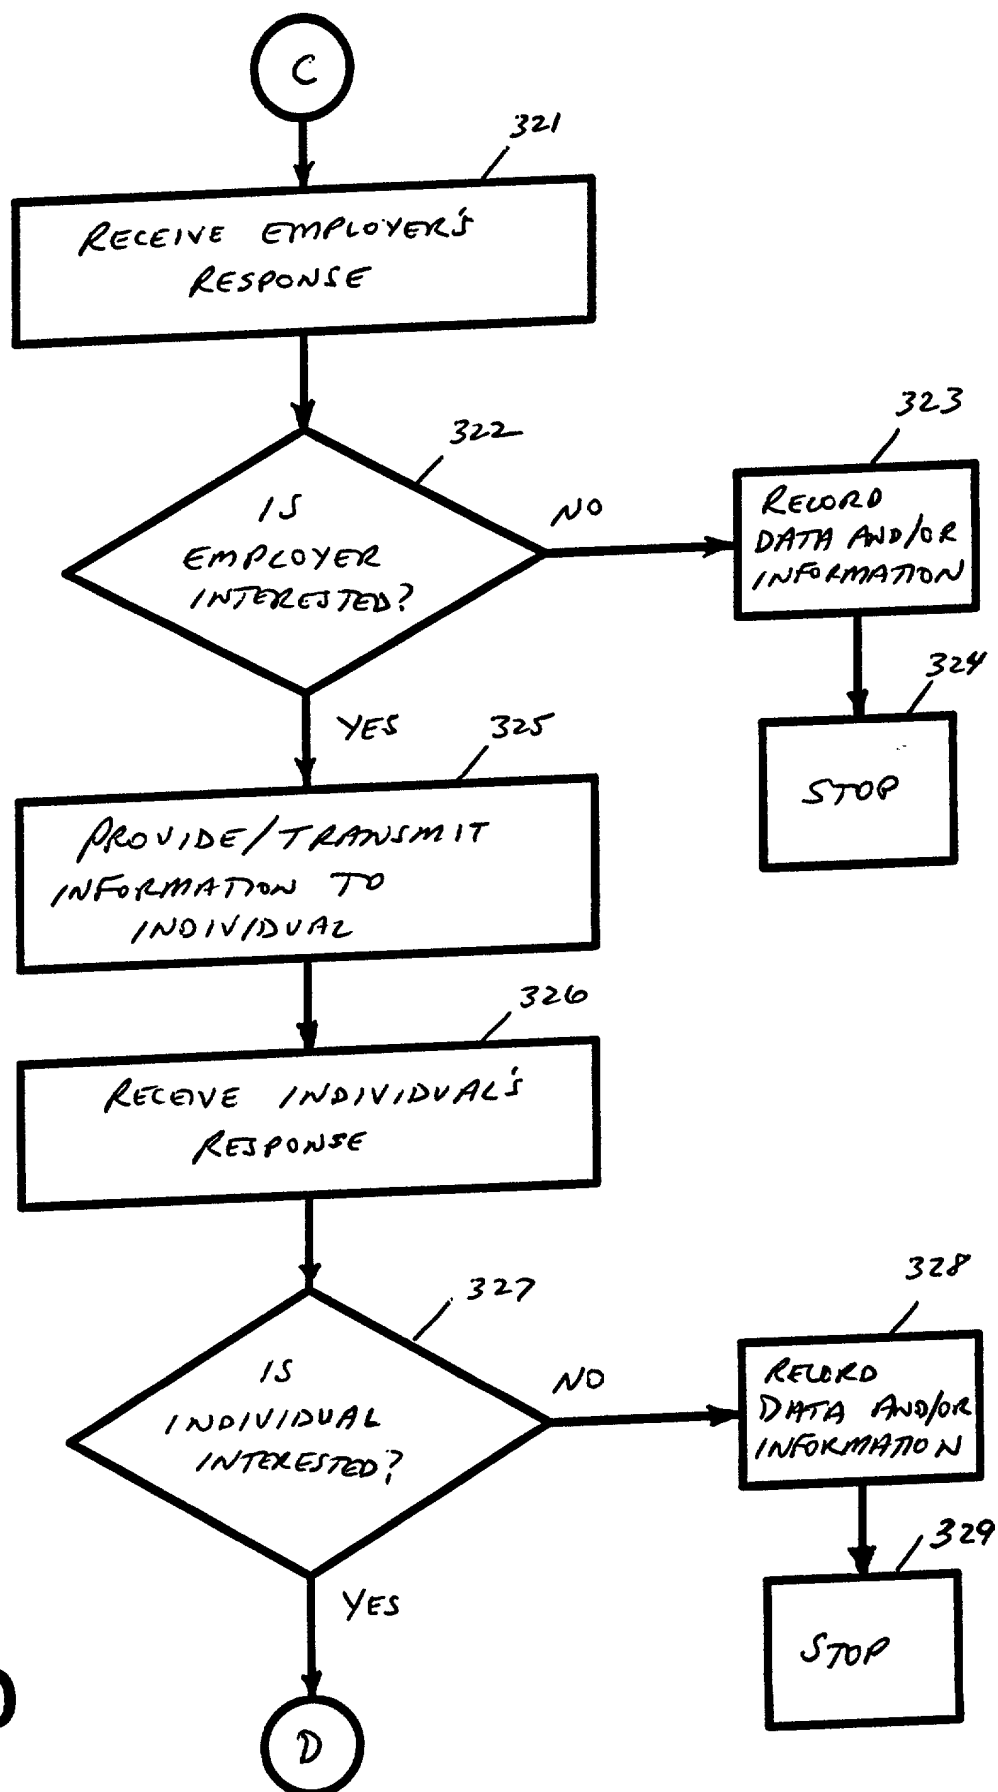 C
321
RECEIVE EMPLOYER'S
RESPONSE
322
IS
EMPLOYER
INTERESTED?
NO
323
RECORD
DATA AND/OR
INFORMATION
324
STOP
YES
325
PROVIDE/TRANSMIT
INFORMATION TO
INDIVIDUAL
326
RECEIVE INDIVIDUAL'S
RESPONSE
327
IS
INDIVIDUAL
INTERESTED?
NO
328
RECORD
DATA AND/OR
INFORMATION
329
STOP
YES
D